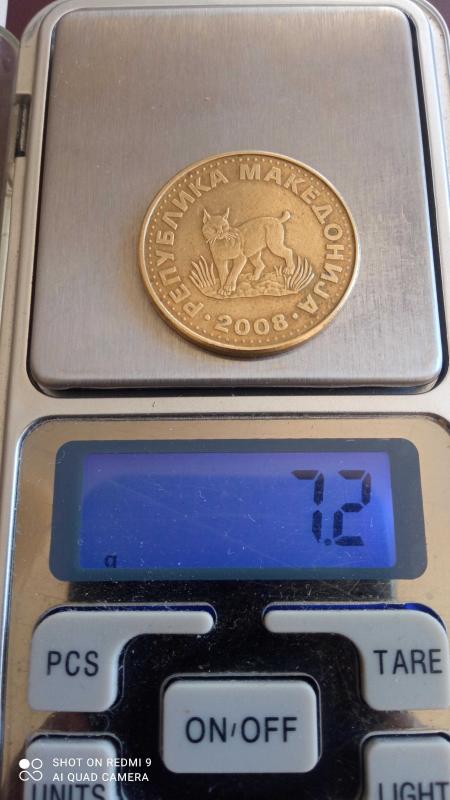 РЕПУБЛИКА МАКЕДОНИЈА
· 2008 ·
7.2
g
PCS
TARE
ON/OFF
UNITS
LIGHT
SHOT ON REDMI 9
AI QUAD CAMERA